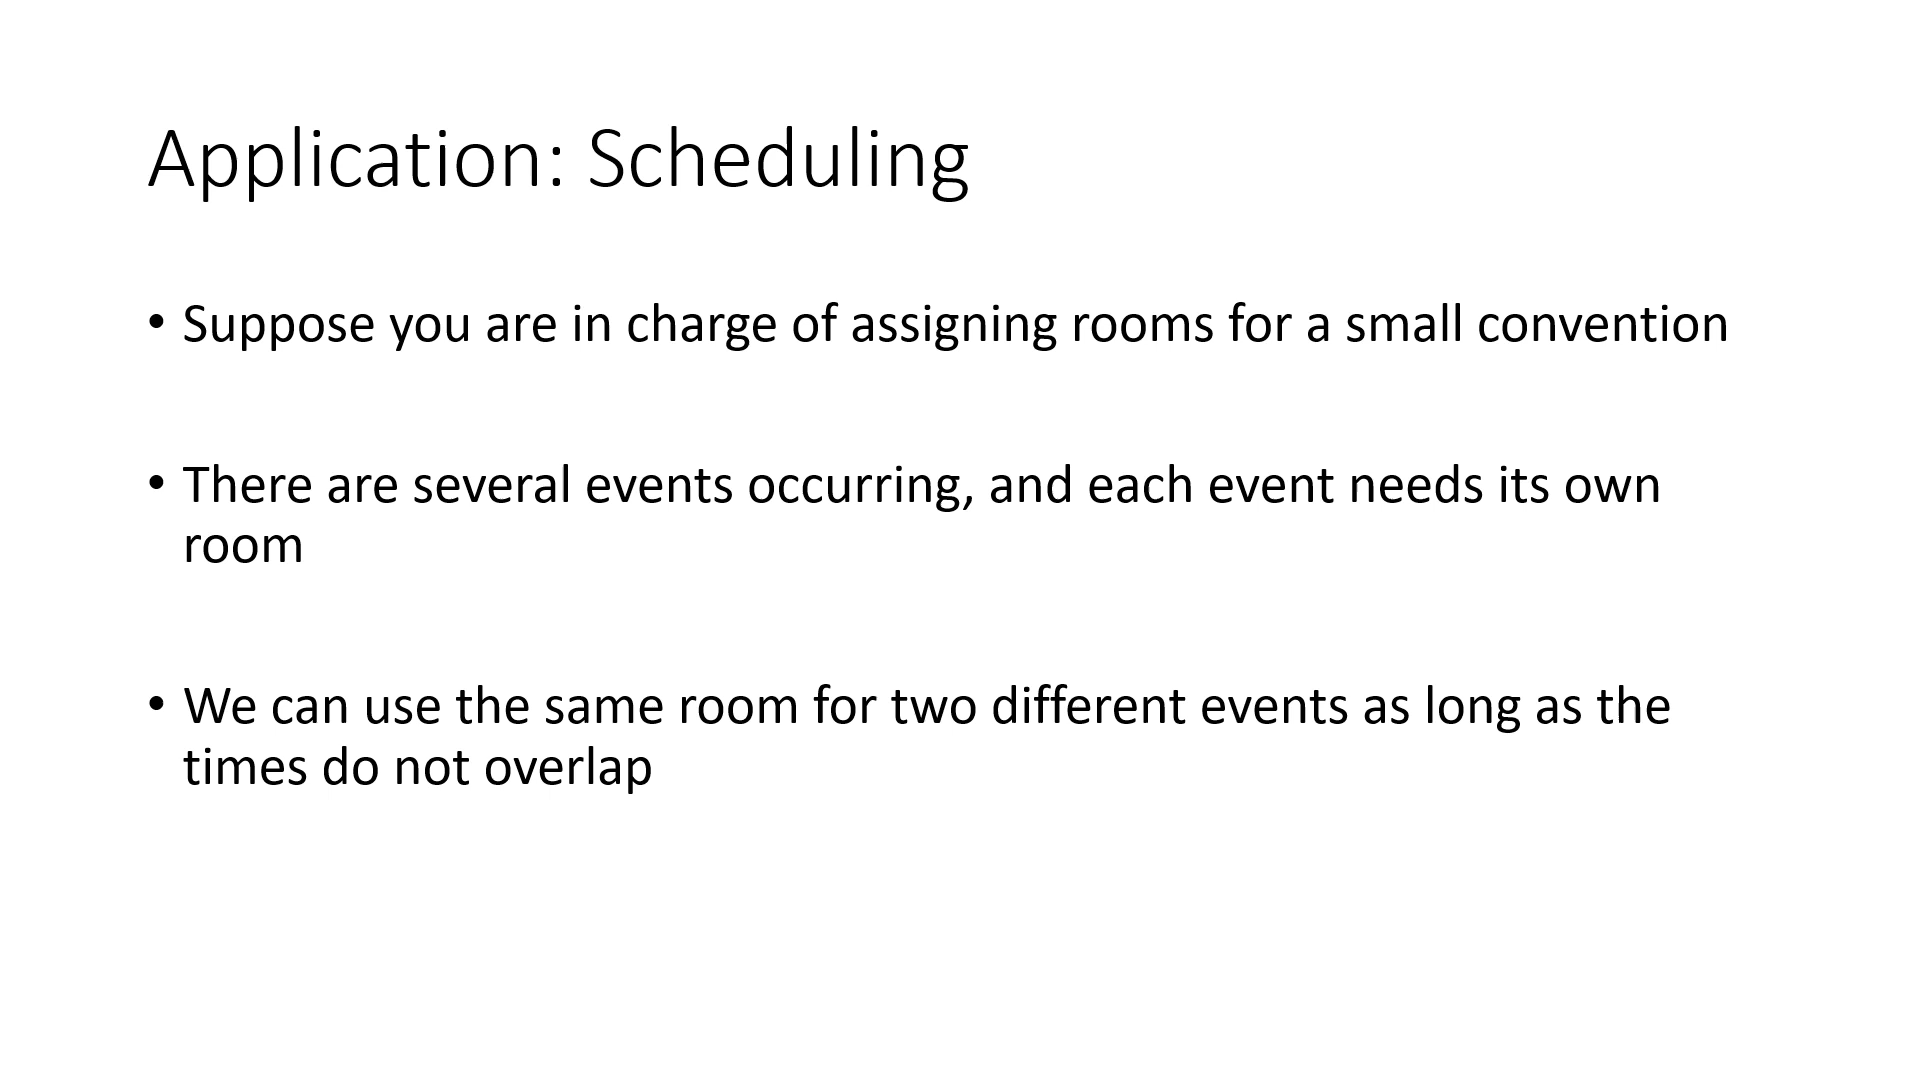 Application: Scheduling
• Suppose you are in charge of assigning rooms for a small convention
• There are several events occurring, and each event needs its own
room
• We can use the same room for two different events as long as the
times do not overlap